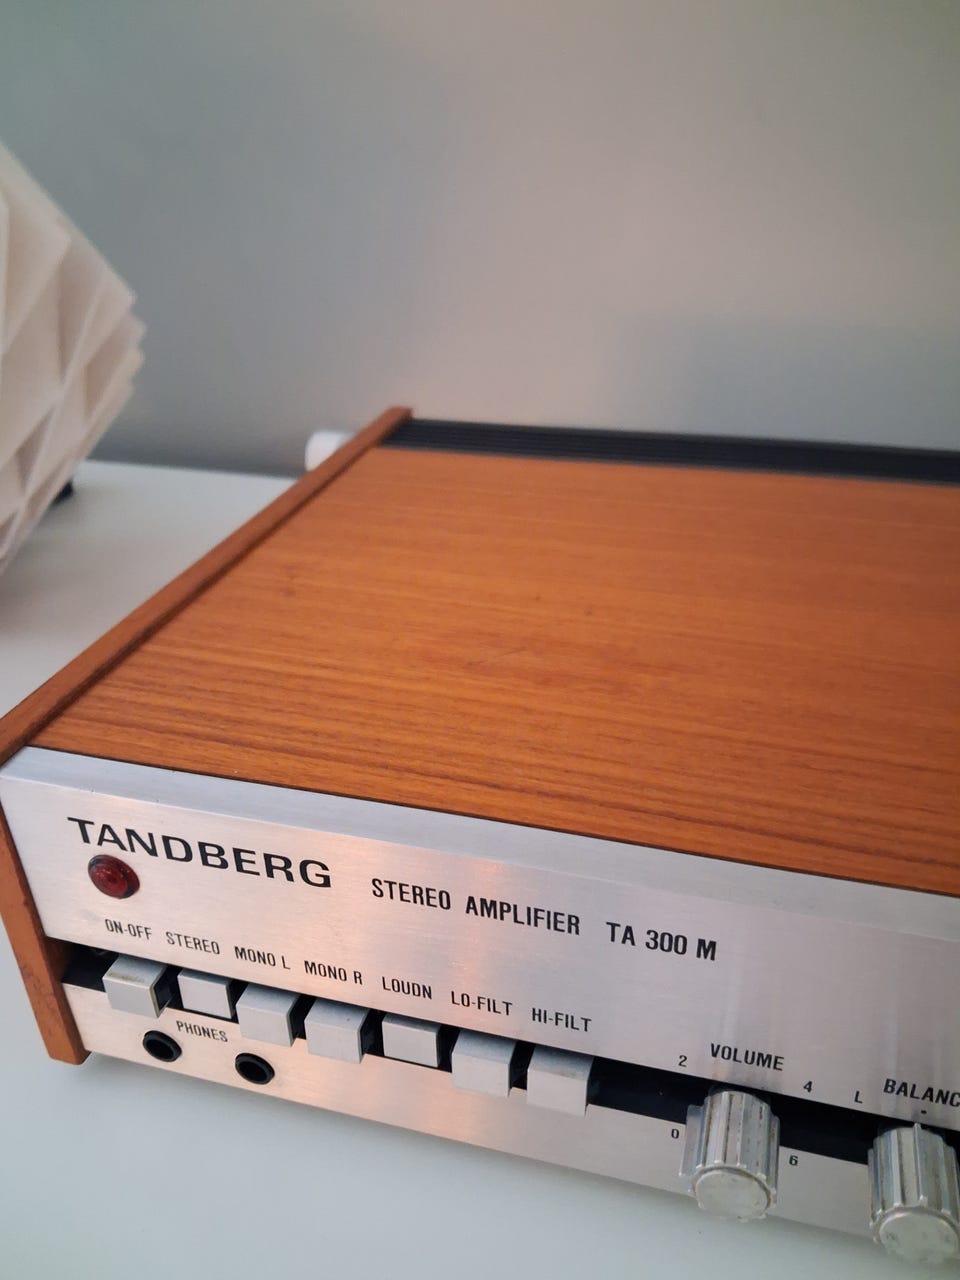 TANDBERG STEREO AMPLIFIER TA 300 M
ON-OFF STEREO MONO L MONO R LOUDN LO-FILT HI-FILT
PHONES
2 VOLUME 4 L BALANC
0 6